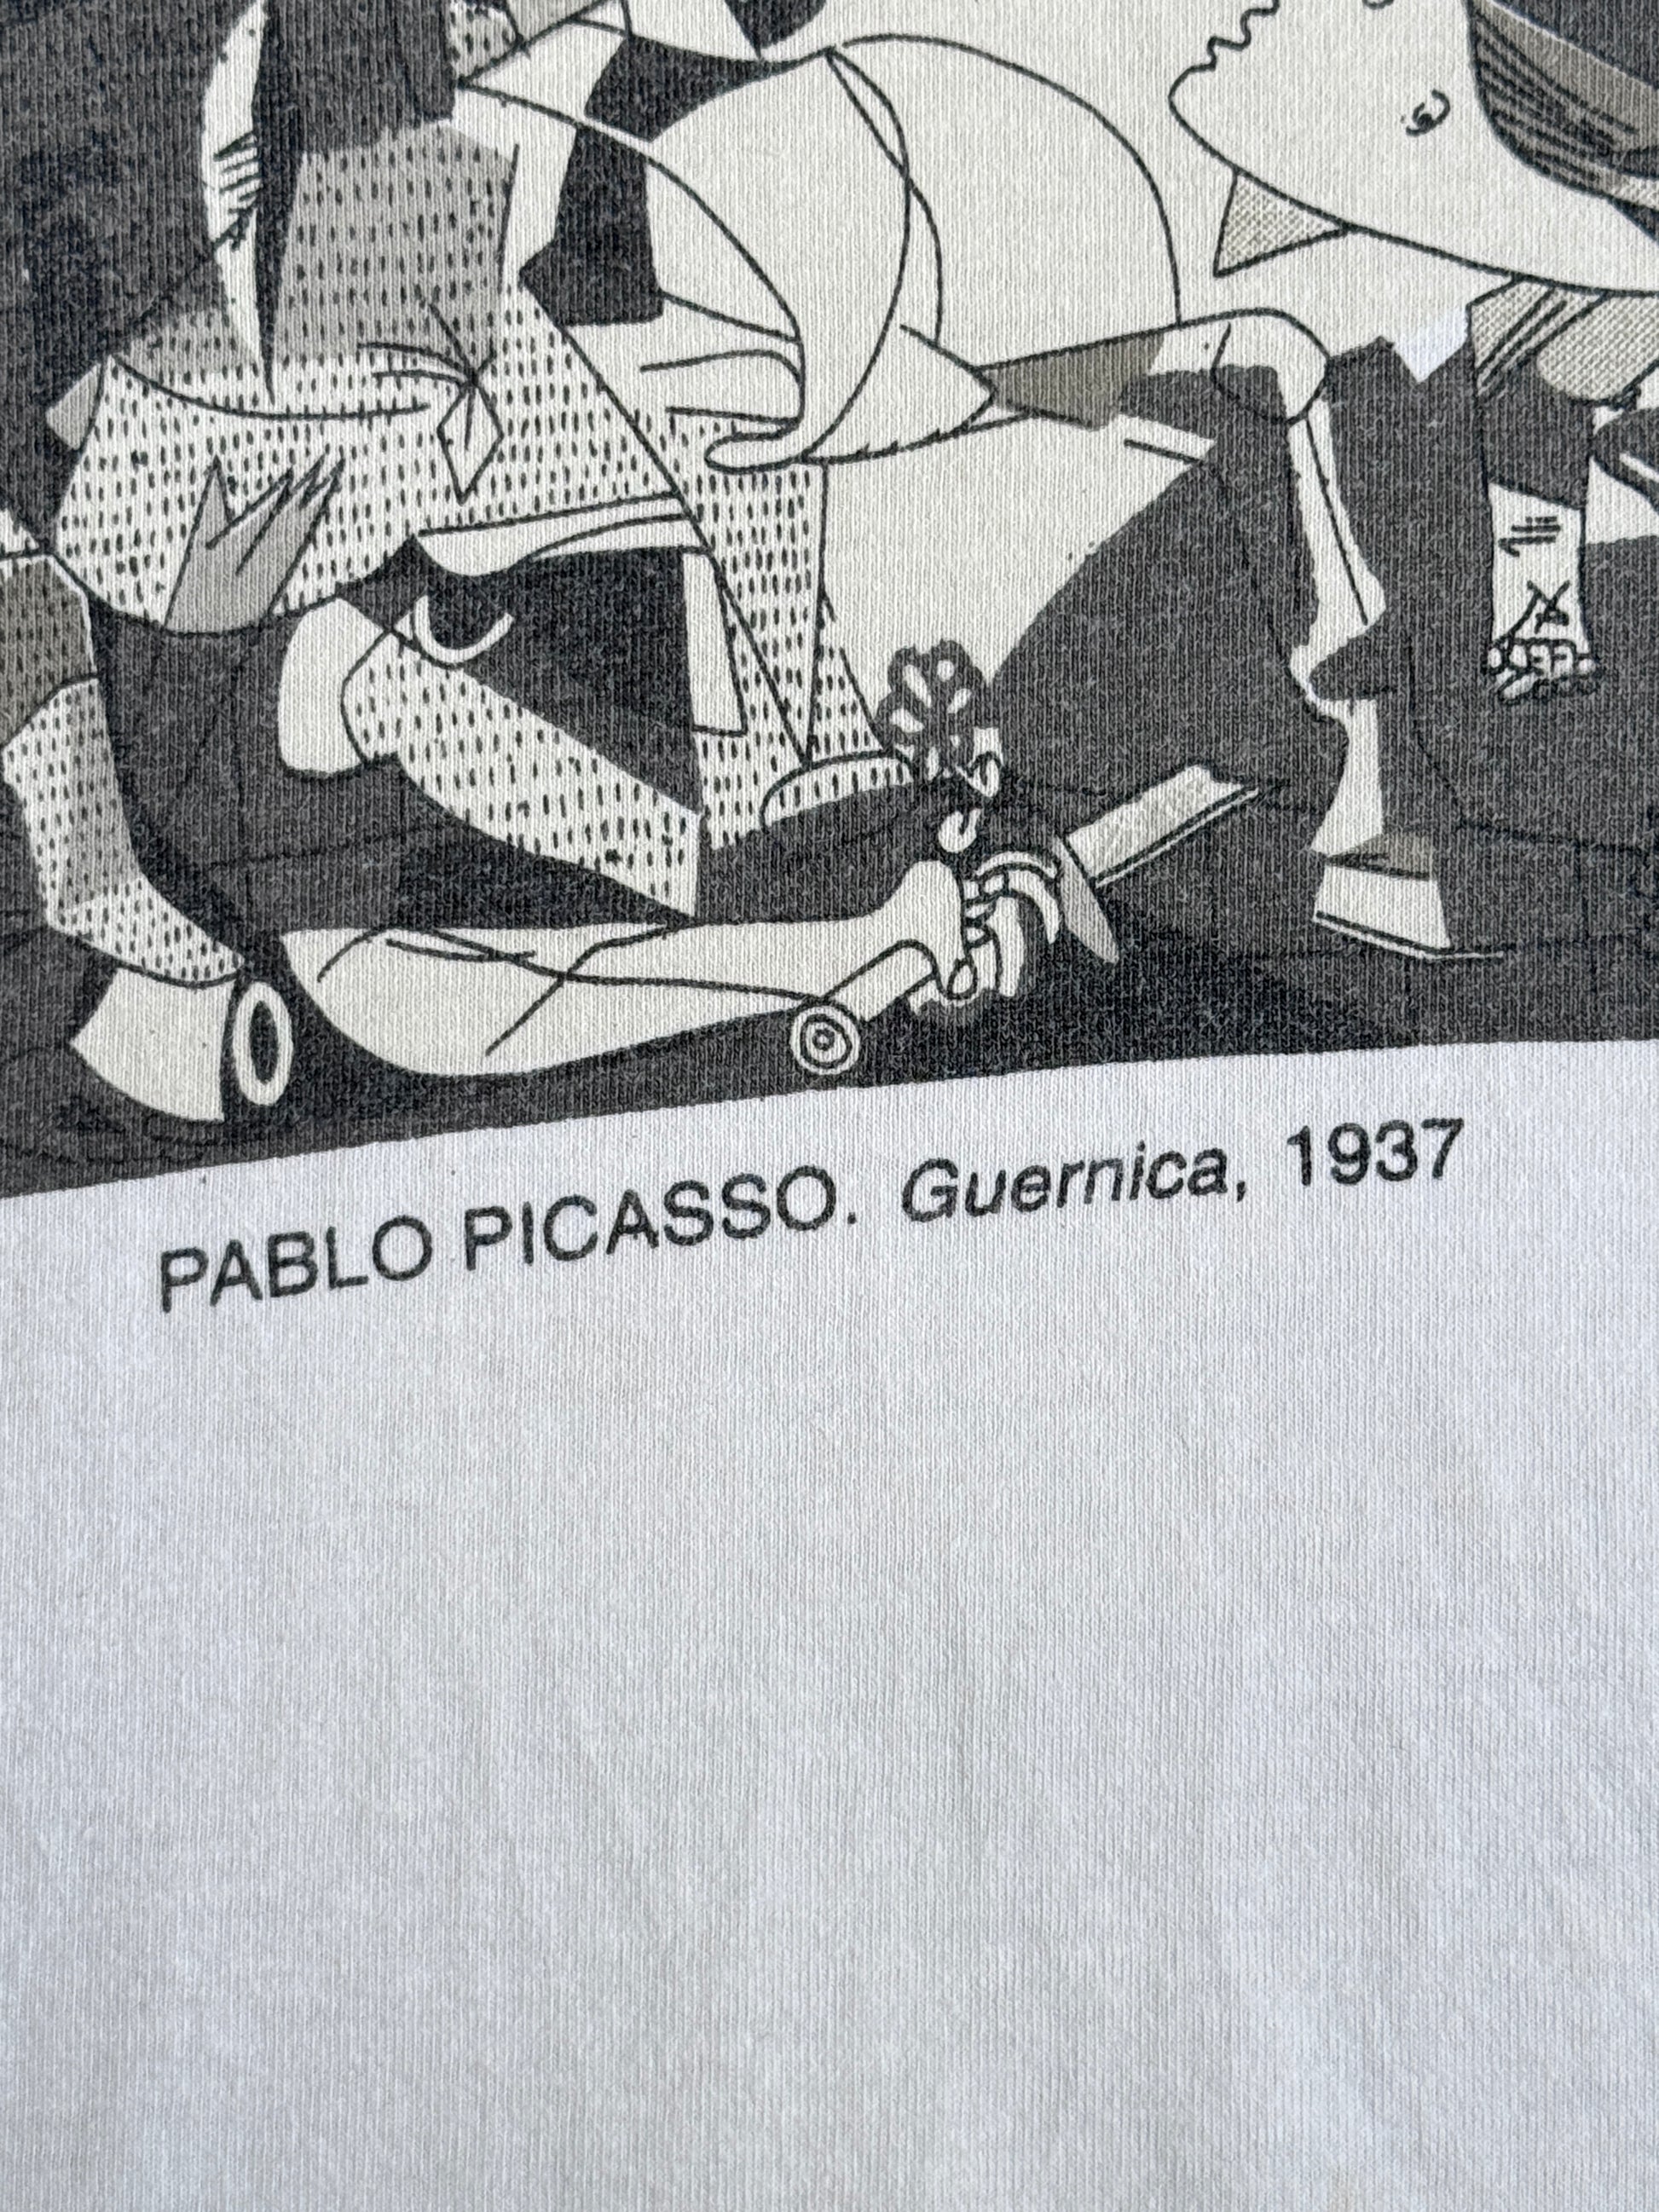 PABLO PICASSO. Guernica, 1937